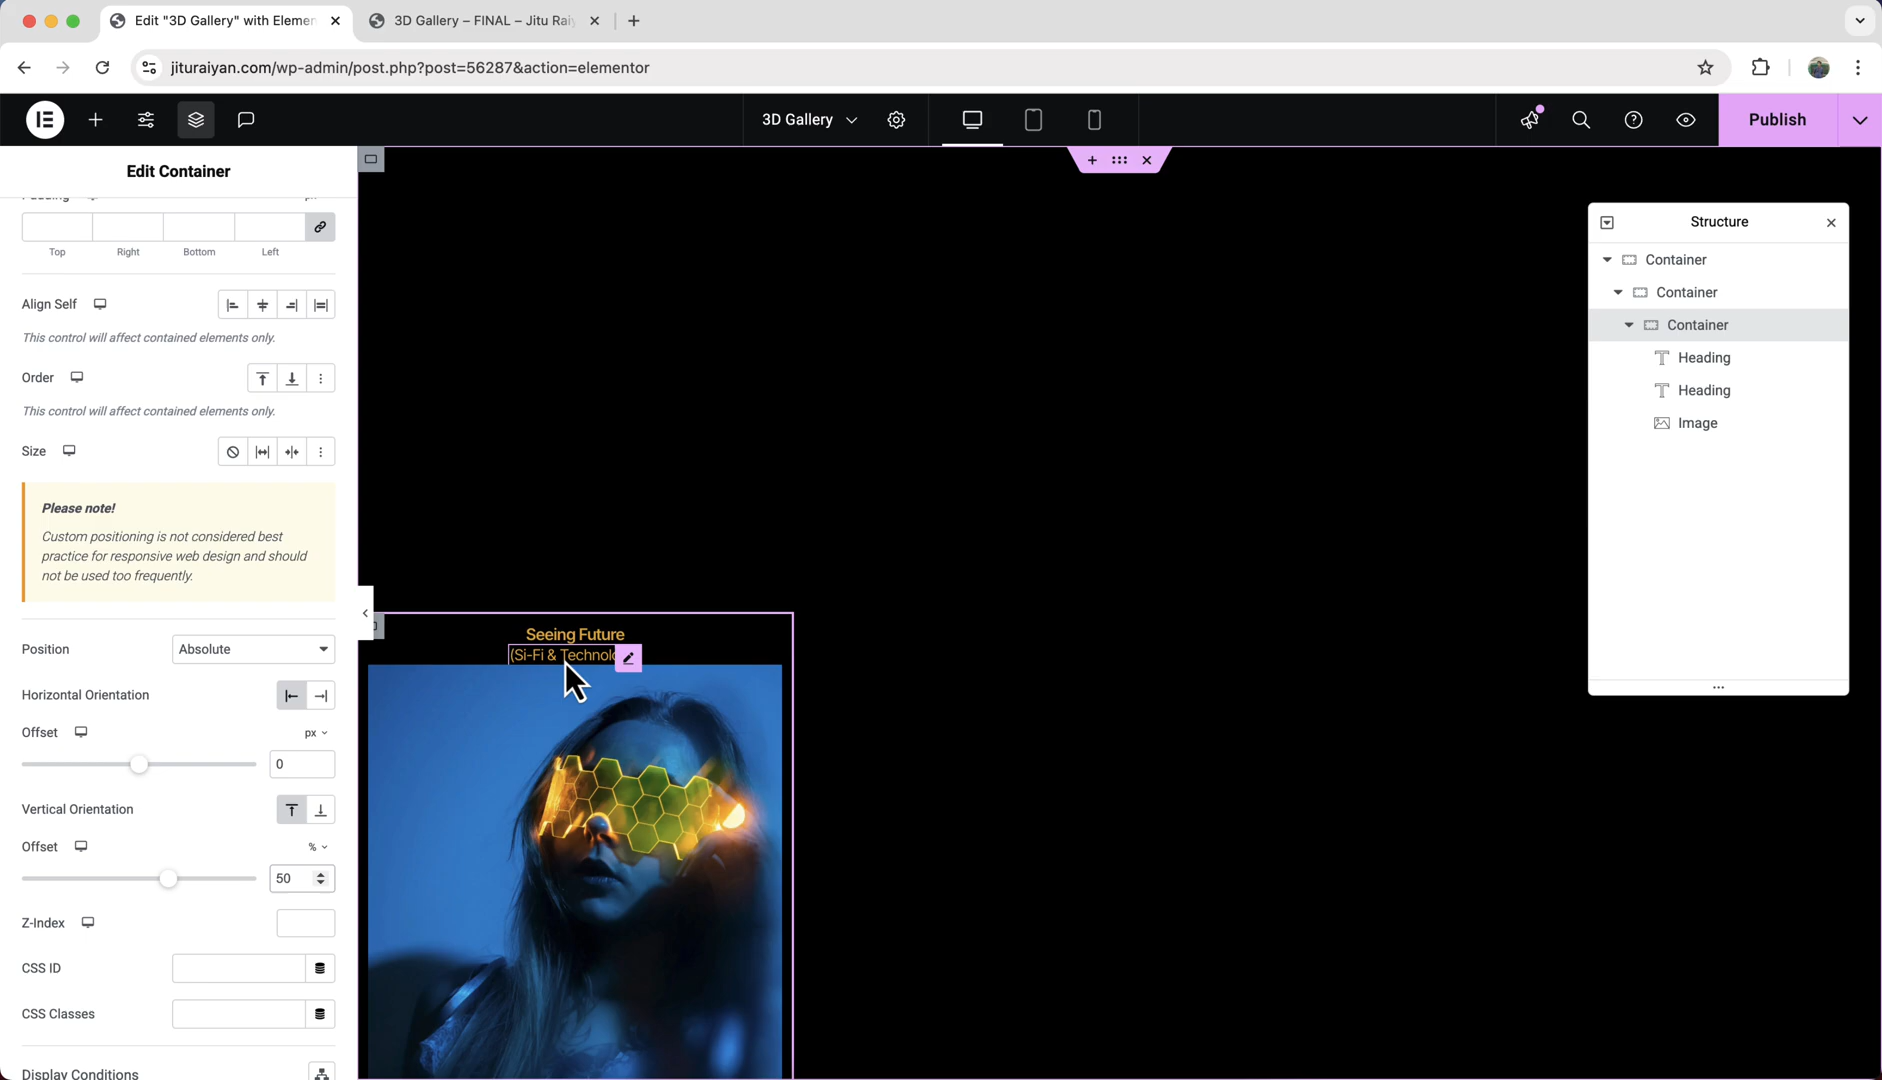 Edit "3D Gallery" with Elemen
3D Gallery – FINAL – Jitu Rai
jituraiyan.com/wp-admin/post.php?post=56287&action=elementor
3D Gallery
Publish
Edit Container
Top
Right
Bottom
Left
Align Self
This control will affect contained elements only.
Order
This control will affect contained elements only.
Size
Please note!
Custom positioning is not considered best
practice for responsive web design and should
not be used too frequently.
Position
Absolute
Horizontal Orientation
Offset
px
0
Vertical Orientation
Offset
%
50
Z-Index
CSS ID
CSS Classes
Display Conditions
Seeing Future
(Si-Fi & Technolo
Structure
Container
Container
Container
Heading
Heading
Image